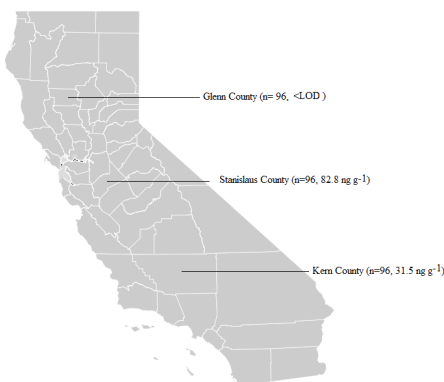 Glenn County (n= 96, <LOD )
Stanislaus County (n=96, 82.8 ng g-1)
Kern County (n=96, 31.5 ng g-1)